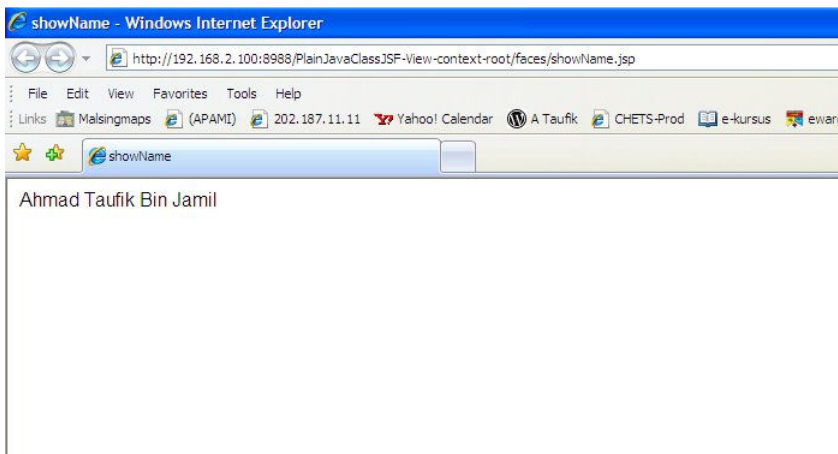 showName - Windows Internet Explorer
http://192.168.2.100:8988/PlainJavaClassJSF-View-context-root/faces/showName.jsp
File Edit View Favorites Tools Help
Links Malsingmaps (APAMI) 202.187.11.11 Yahoo! Calendar A Taufik CHETS-Prod e-kursus
showName
Ahmad Taufik Bin Jamil